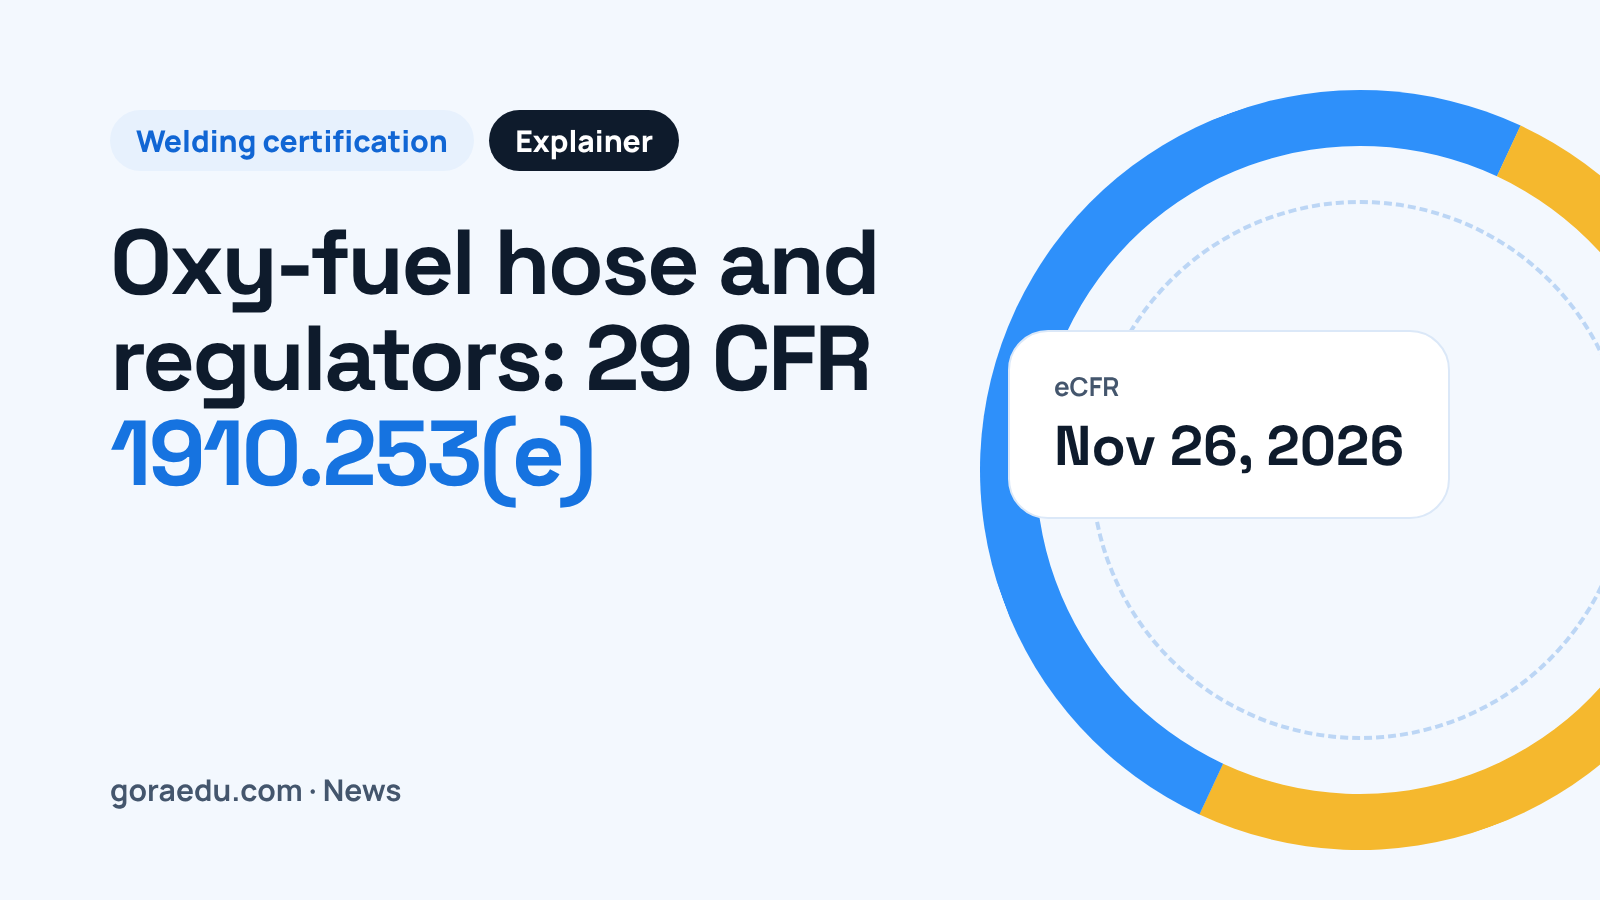 Welding certification
Explainer
Oxy-fuel hose and
regulators: 29 CFR
1910.253(e)
eCFR
Nov 26, 2026
goraedu.com · News